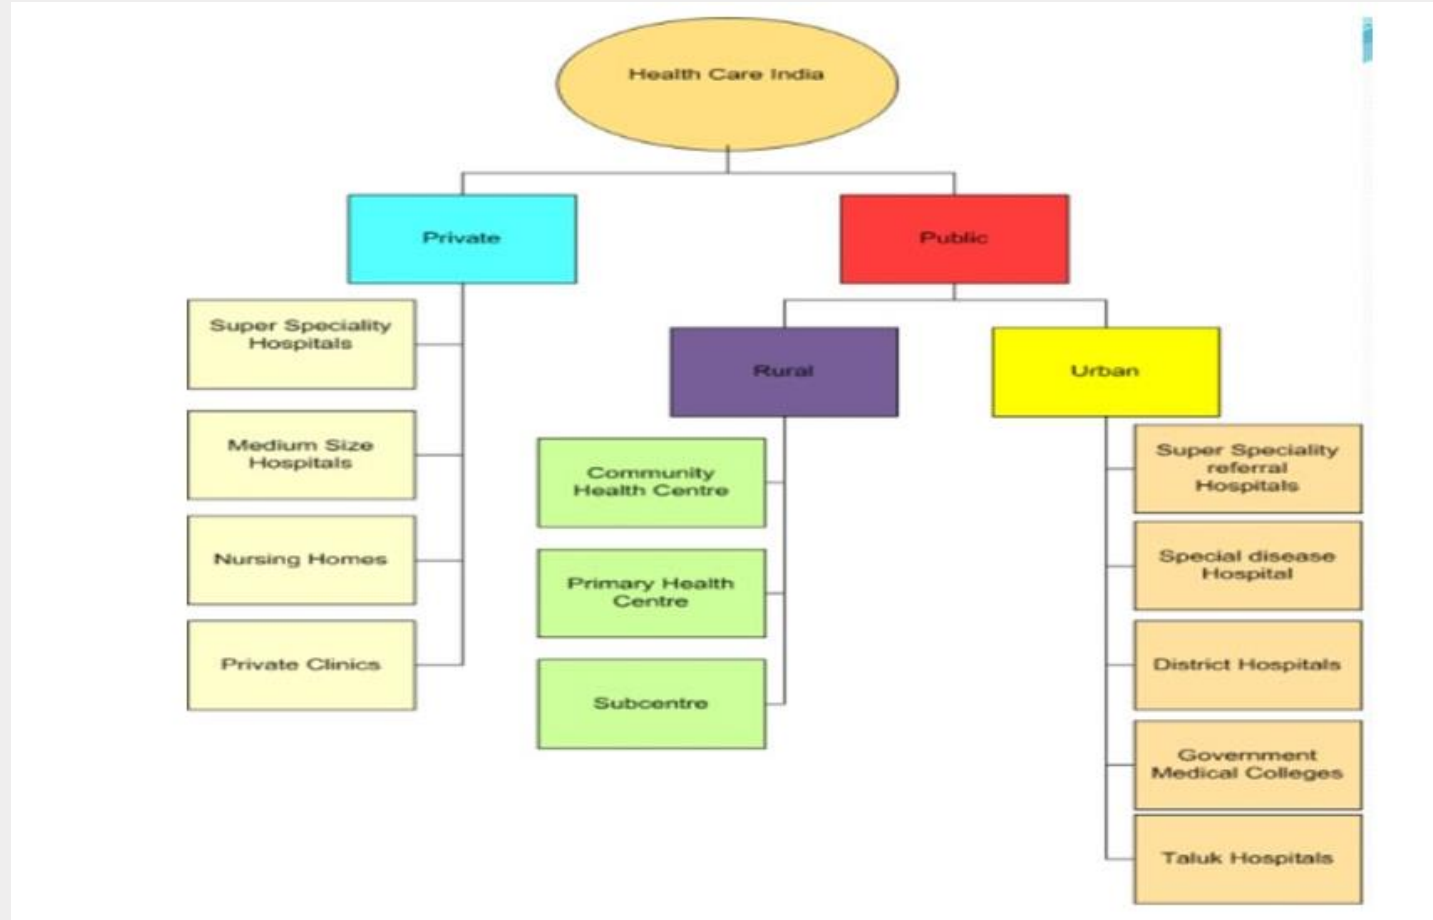 Health Care India
Private
Public
Super Speciality
Hospitals
Medium Size
Hospitals
Nursing Homes
Private Clinics
Rural
Urban
Community
Health Centre
Primary Health
Centre
Subcentre
Super Speciality
referral
Hospitals
Special disease
Hospital
District Hospitals
Government
Medical Colleges
Taluk Hospitals